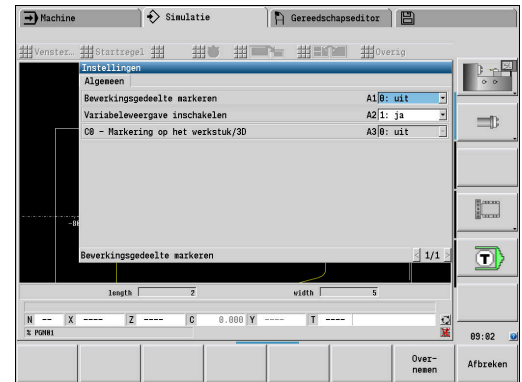 Machine Simulatie Gereedschapseditor
Venster... Startregel Overig
Instellingen
Algemeen
Bewerkingsgedeelte markeren A1 0: uit
Variabeleweergave inschakelen A2 1: ja
C0 - Markering op het werkstuk/3D A3 0: uit
Bewerkingsgedeelte markeren 1/1
length 2 width 5
N -- X ---- Z ---- C 0.000 Y ---- T ----
% PGM01
09:02
Over-
nemen
Afbreken
T